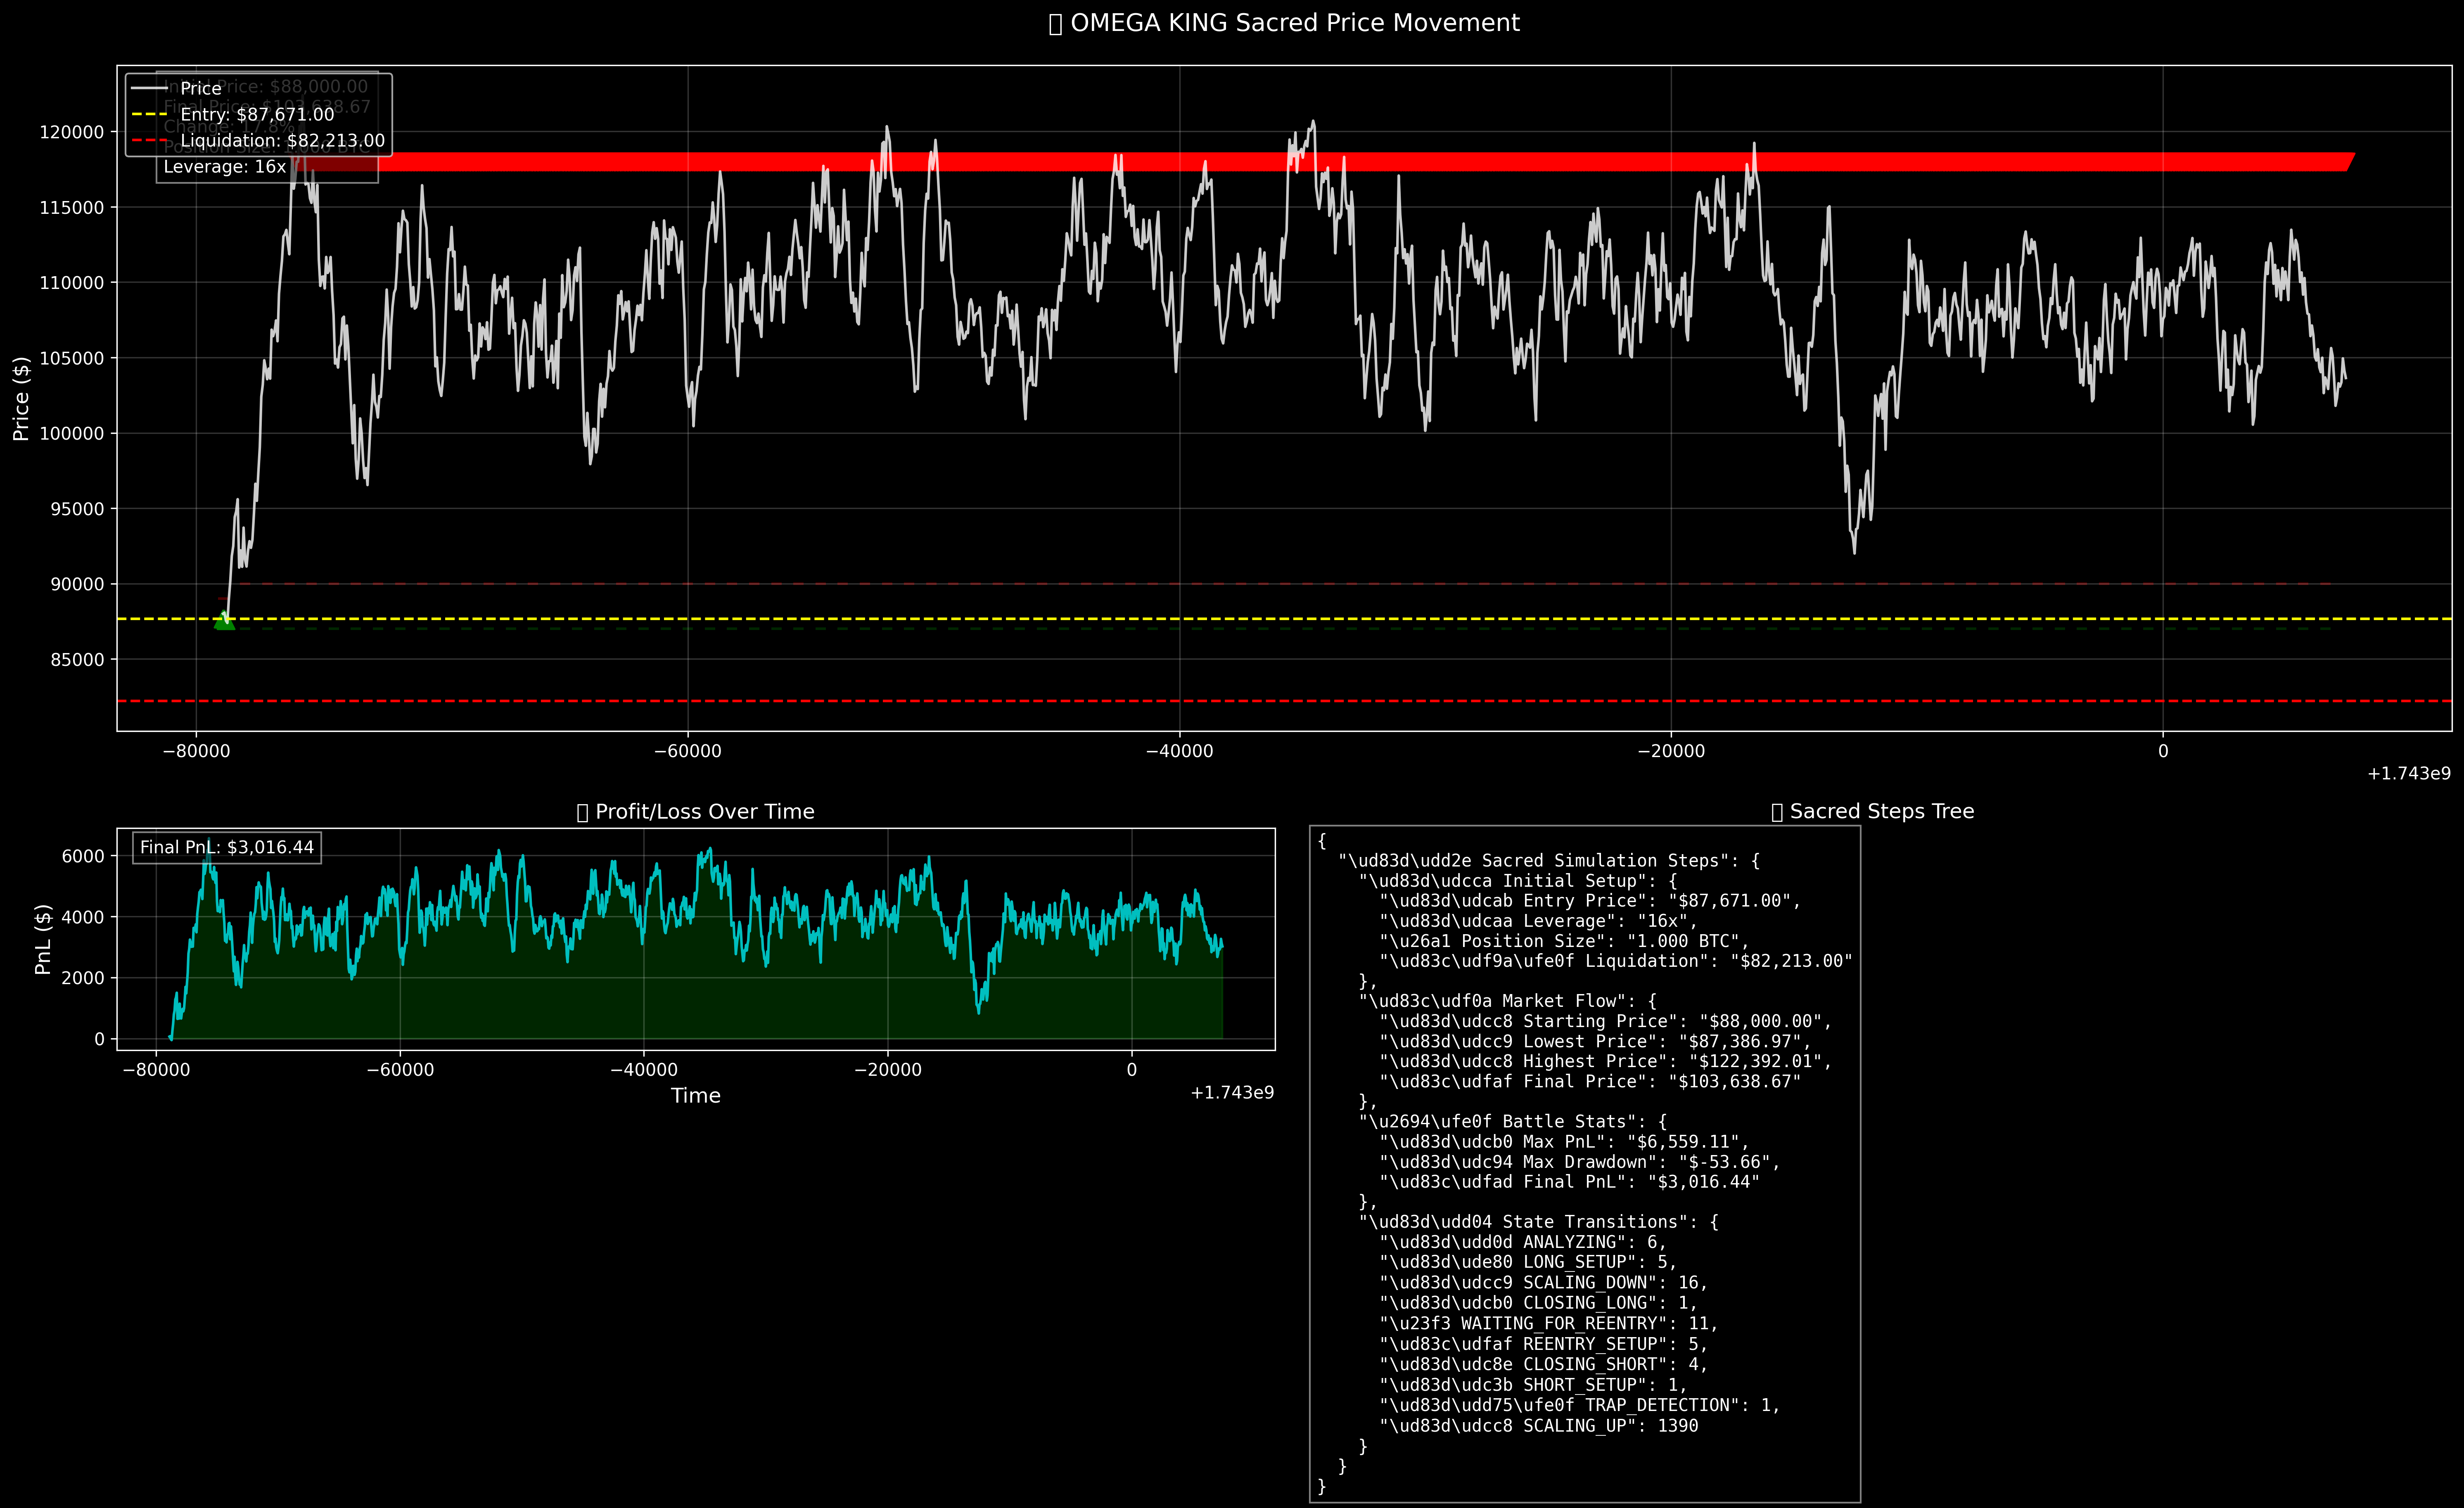 OMEGA KING Sacred Price Movement
Initial Price: $88,000.00
Final Price: $103,638.67
Change: 17.8%
Position Size: 1.000 BTC
Leverage: 16x
Price
Entry: $87,671.00
Liquidation: $82,213.00
Price ($)
120000
115000
110000
105000
100000
95000
90000
85000
−80000
−60000
−40000
−20000
0
+1.743e9
Profit/Loss Over Time
Final PnL: $3,016.44
PnL ($)
6000
4000
2000
0
−80000
−60000
−40000
−20000
0
+1.743e9
Time
Sacred Steps Tree
{
"\ud83d\udd2e Sacred Simulation Steps": {
"\ud83d\udcca Initial Setup": {
"\ud83d\udcab Entry Price": "$87,671.00",
"\ud83d\udcaa Leverage": "16x",
"\u26a1 Position Size": "1.000 BTC",
"\ud83c\udf9a\ufe0f Liquidation": "$82,213.00"
},
"\ud83c\udf0a Market Flow": {
"\ud83d\udcc8 Starting Price": "$88,000.00",
"\ud83d\udcc9 Lowest Price": "$87,386.97",
"\ud83d\udcc8 Highest Price": "$122,392.01",
"\ud83c\udfaf Final Price": "$103,638.67"
},
"\u2694\ufe0f Battle Stats": {
"\ud83d\udcb0 Max PnL": "$6,559.11",
"\ud83d\udc94 Max Drawdown": "$-53.66",
"\ud83c\udfad Final PnL": "$3,016.44"
},
"\ud83d\udd04 State Transitions": {
"\ud83d\udd0d ANALYZING": 6,
"\ud83d\ude80 LONG_SETUP": 5,
"\ud83d\udcc9 SCALING_DOWN": 16,
"\ud83d\udcb0 CLOSING_LONG": 1,
"\u23f3 WAITING_FOR_REENTRY": 11,
"\ud83c\udfaf REENTRY_SETUP": 5,
"\ud83d\udc8e CLOSING_SHORT": 4,
"\ud83d\udc3b SHORT_SETUP": 1,
"\ud83d\udd75\ufe0f TRAP_DETECTION": 1,
"\ud83d\udcc8 SCALING_UP": 1390
}
}
}